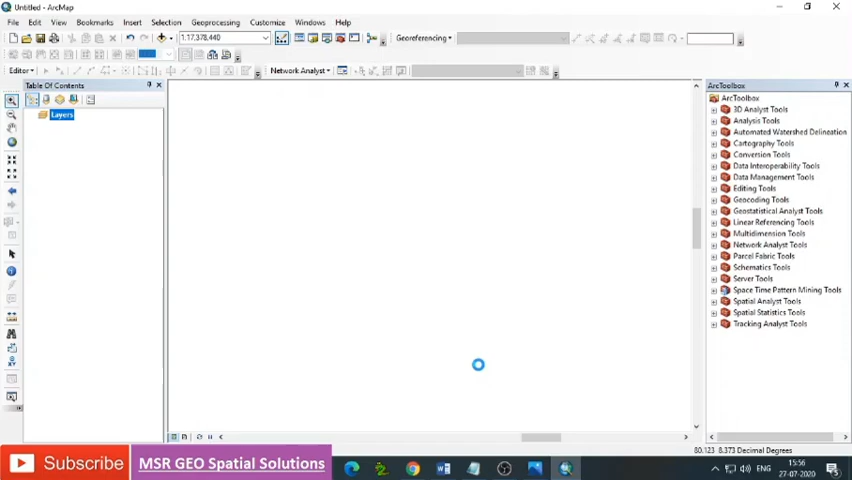 Untitled - ArcMap
File Edit View Bookmarks Insert Selection Geoprocessing Customize Windows Help
1:17,378,440
Georeferencing
Editor
Network Analyst
Table Of Contents
Layers
ArcToolbox
ArcToolbox
3D Analyst Tools
Analysis Tools
Automated Watershed Delineation
Cartography Tools
Conversion Tools
Data Interoperability Tools
Data Management Tools
Editing Tools
Geocoding Tools
Geostatistical Analyst Tools
Linear Referencing Tools
Multidimension Tools
Network Analyst Tools
Parcel Fabric Tools
Schematics Tools
Server Tools
Space Time Pattern Mining Tools
Spatial Analyst Tools
Spatial Statistics Tools
Tracking Analyst Tools
80.123 8.373 Decimal Degrees
Subscribe
MSR GEO Spatial Solutions
ENG
15:56
27-07-2020